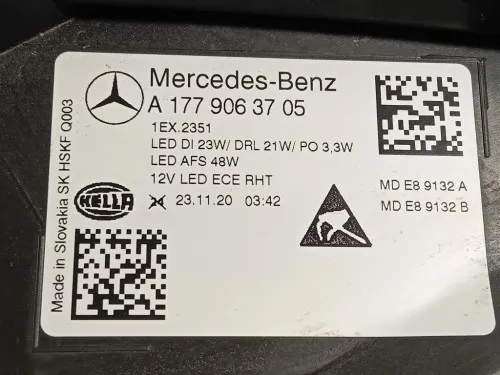 Mercedes-Benz
A 177 906 37 05
1EX.2351
LED DI 23W/ DRL 21W/ PO 3,3W
LED AFS 48W
12V LED ECE RHT
23.11.20 03:42
HELLA
MD E8 9132 A
MD E8 9132 B
Made in Slovakia SK HSKF Q003